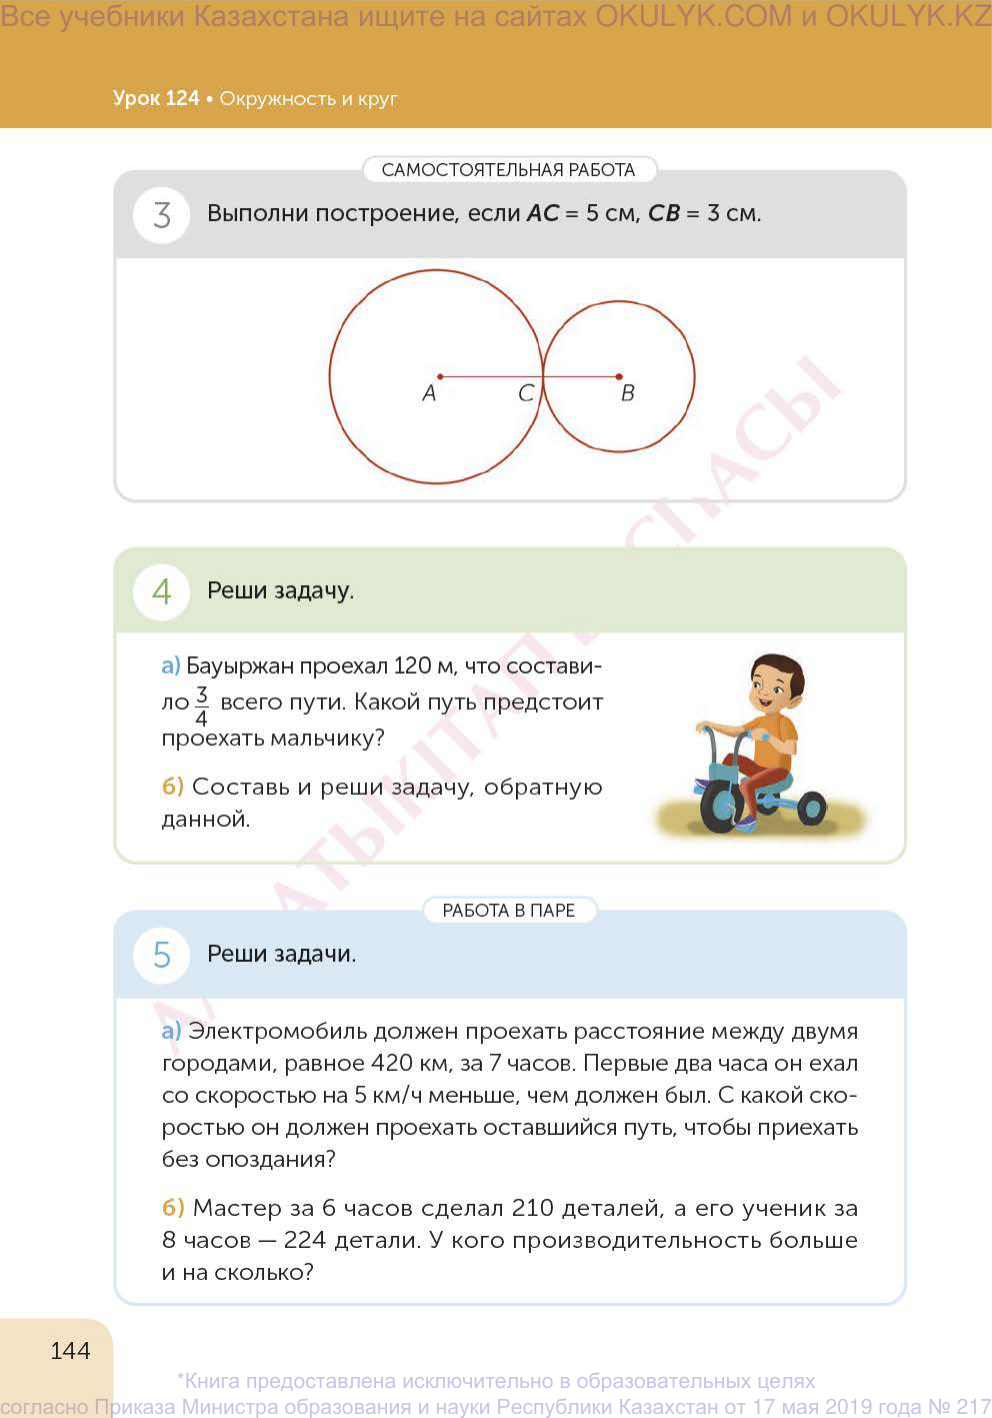 Все учебники Казахстана ищите на сайтах OKULYK.COM и OKULYK.KZ
Урок 124 • Окружность и круг
САМОСТОЯТЕЛЬНАЯ РАБОТА
3 Выполни построение, если AC = 5 см, CB = 3 см.
A C B
4 Реши задачу.
а) Бауыржан проехал 120 м, что состави-
ло 3/4 всего пути. Какой путь предстоит
проехать мальчику?
б) Составь и реши задачу, обратную
данной.
РАБОТА В ПАРЕ
5 Реши задачи.
а) Электромобиль должен проехать расстояние между двумя
городами, равное 420 км, за 7 часов. Первые два часа он ехал
со скоростью на 5 км/ч меньше, чем должен был. С какой ско-
ростью он должен проехать оставшийся путь, чтобы приехать
без опоздания?
б) Мастер за 6 часов сделал 210 деталей, а его ученик за
8 часов — 224 детали. У кого производительность больше
и на сколько?
144
*Книга предоставлена исключительно в образовательных целях
согласно Приказа Министра образования и науки Республики Казахстан от 17 мая 2019 года № 217